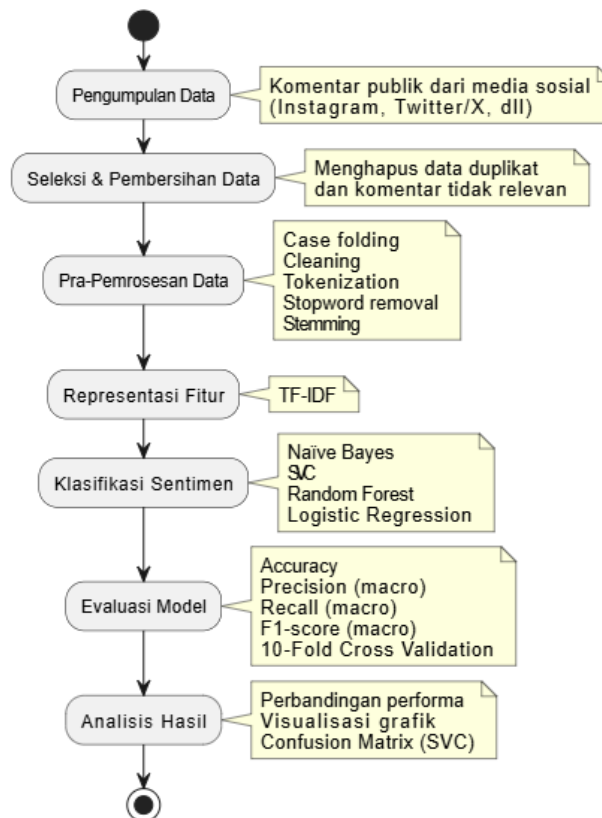 Pengumpulan Data
Komentar publik dari media sosial
(Instagram, Twitter/X, dll)
Seleksi & Pembersihan Data
Menghapus data duplikat
dan komentar tidak relevan
Pra-Pemrosesan Data
Case folding
Cleaning
Tokenization
Stopword removal
Stemming
Representasi Fitur
TF-IDF
Klasifikasi Sentimen
Naïve Bayes
SVC
Random Forest
Logistic Regression
Evaluasi Model
Accuracy
Precision (macro)
Recall (macro)
F1-score (macro)
10-Fold Cross Validation
Analisis Hasil
Perbandingan performa
Visualisasi grafik
Confusion Matrix (SVC)